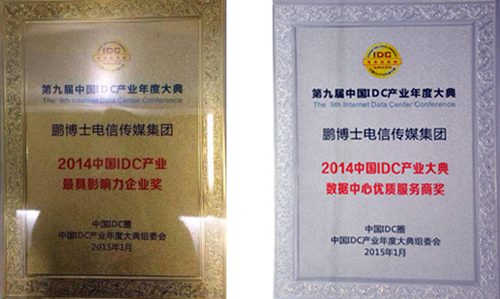 IDC
第九届中国IDC产业年度大典
The 9th Internet Data Center Conference
鹏博士电信传媒集团
2014中国IDC产业
最具影响力企业奖
中国IDC圈
中国IDC产业年度大典组委会
2015年1月
IDC
第九届中国IDC产业年度大典
The 9th Internet Data Center Conference
鹏博士电信传媒集团
2014中国IDC产业大典
数据中心优质服务商奖
中国IDC圈
中国IDC产业年度大典组委会
2015年1月